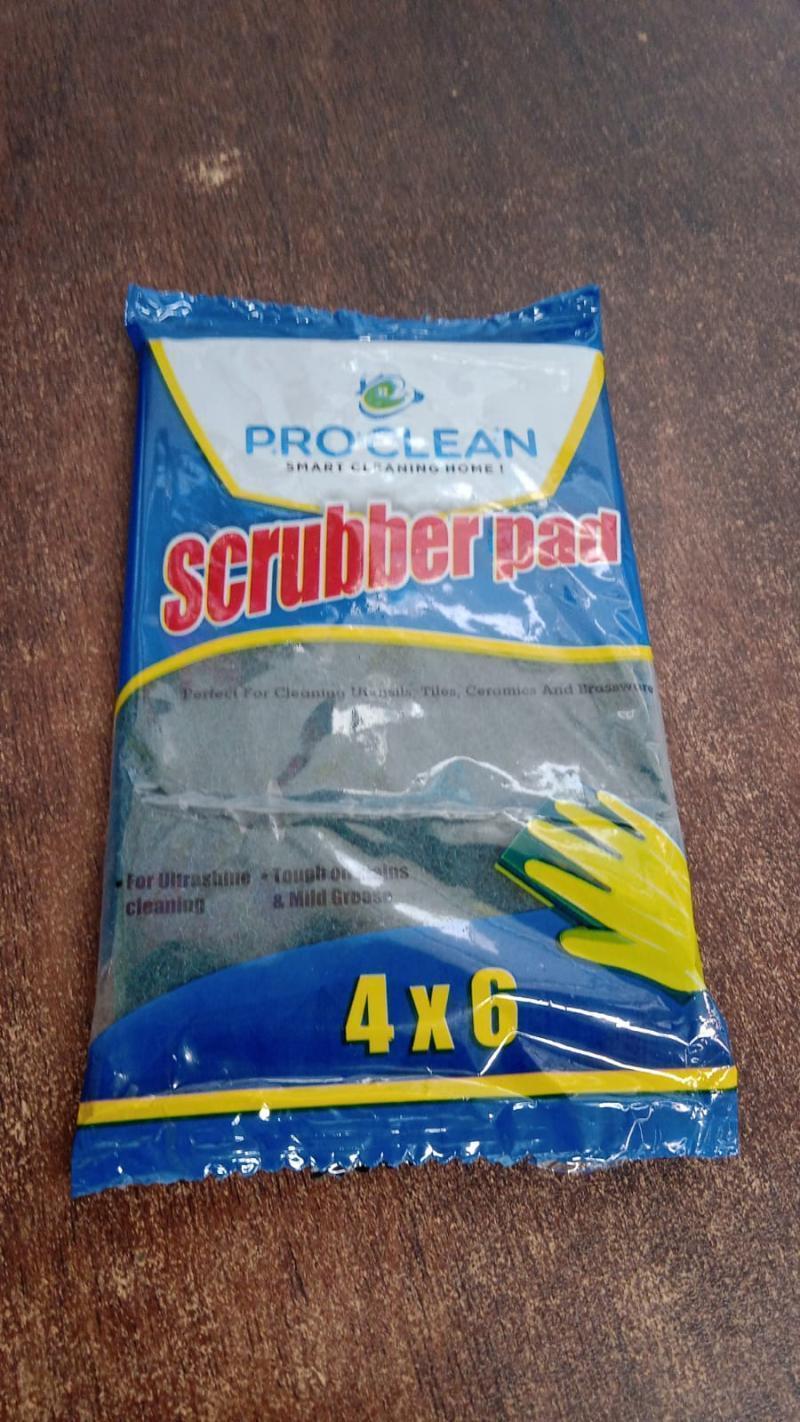 PRO CLEAN
SMART CLEANING HOME !
Scrubber pad
Perfect For Cleaning Utensils, Tiles, Ceramics And Brassware
• For Ultrashine
cleaning
• Tough on
& Mild Grease
4 x 6